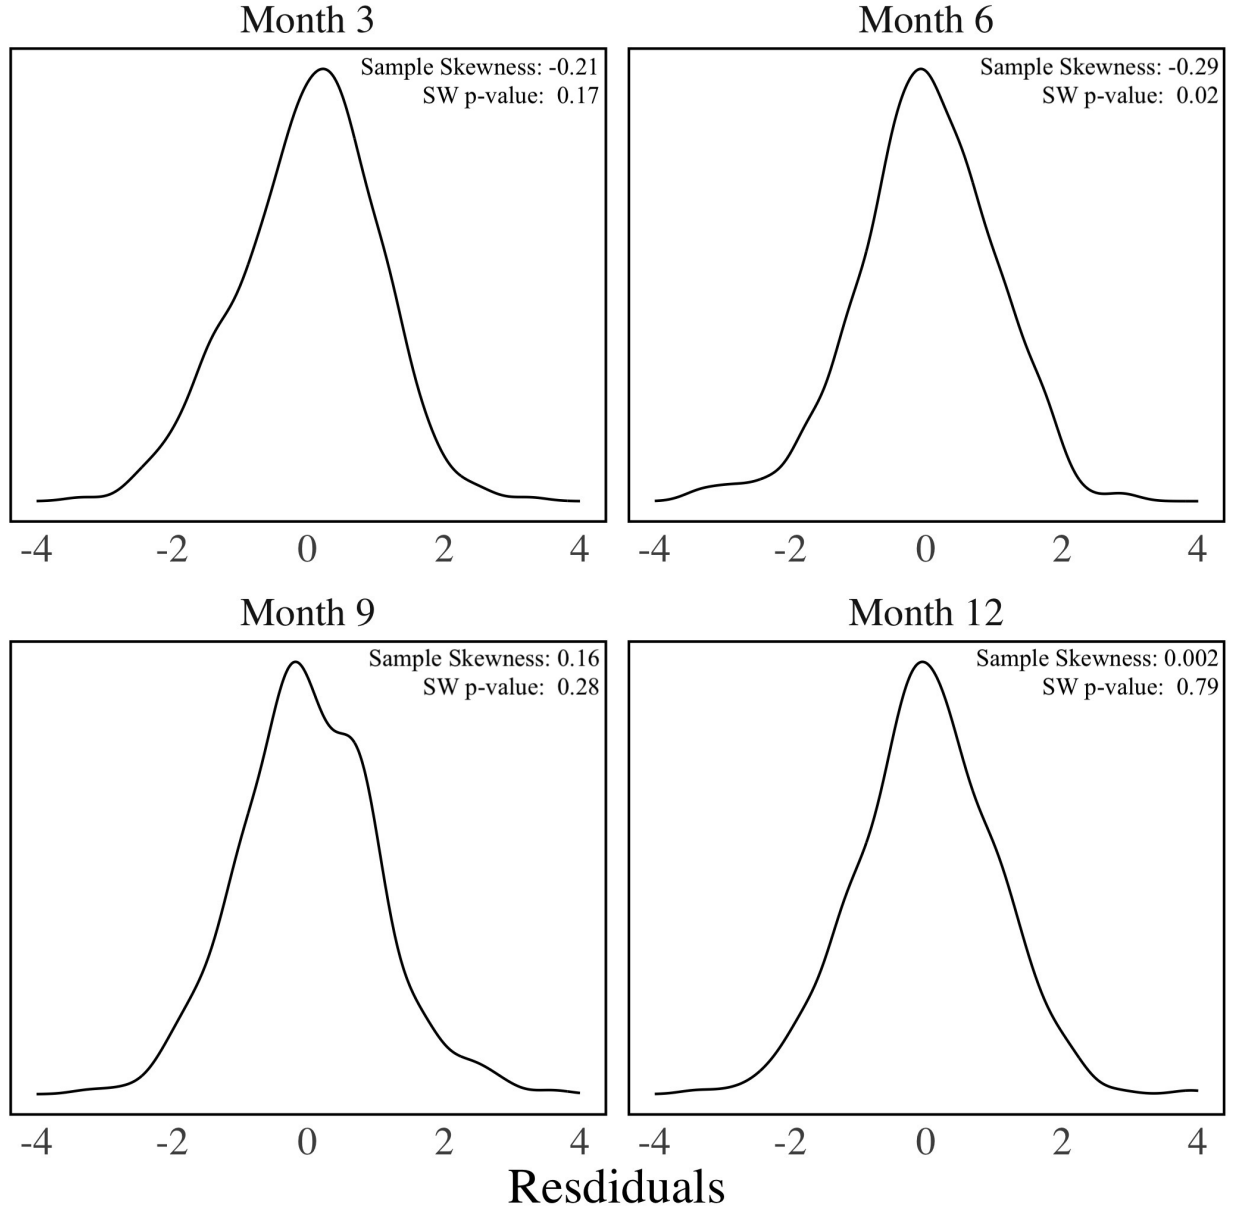 Month 3
Sample Skewness: -0.21
SW p-value: 0.17
-4 -2 0 2 4
Month 6
Sample Skewness: -0.29
SW p-value: 0.02
-4 -2 0 2 4
Month 9
Sample Skewness: 0.16
SW p-value: 0.28
-4 -2 0 2 4
Month 12
Sample Skewness: 0.002
SW p-value: 0.79
-4 -2 0 2 4
Resdiduals